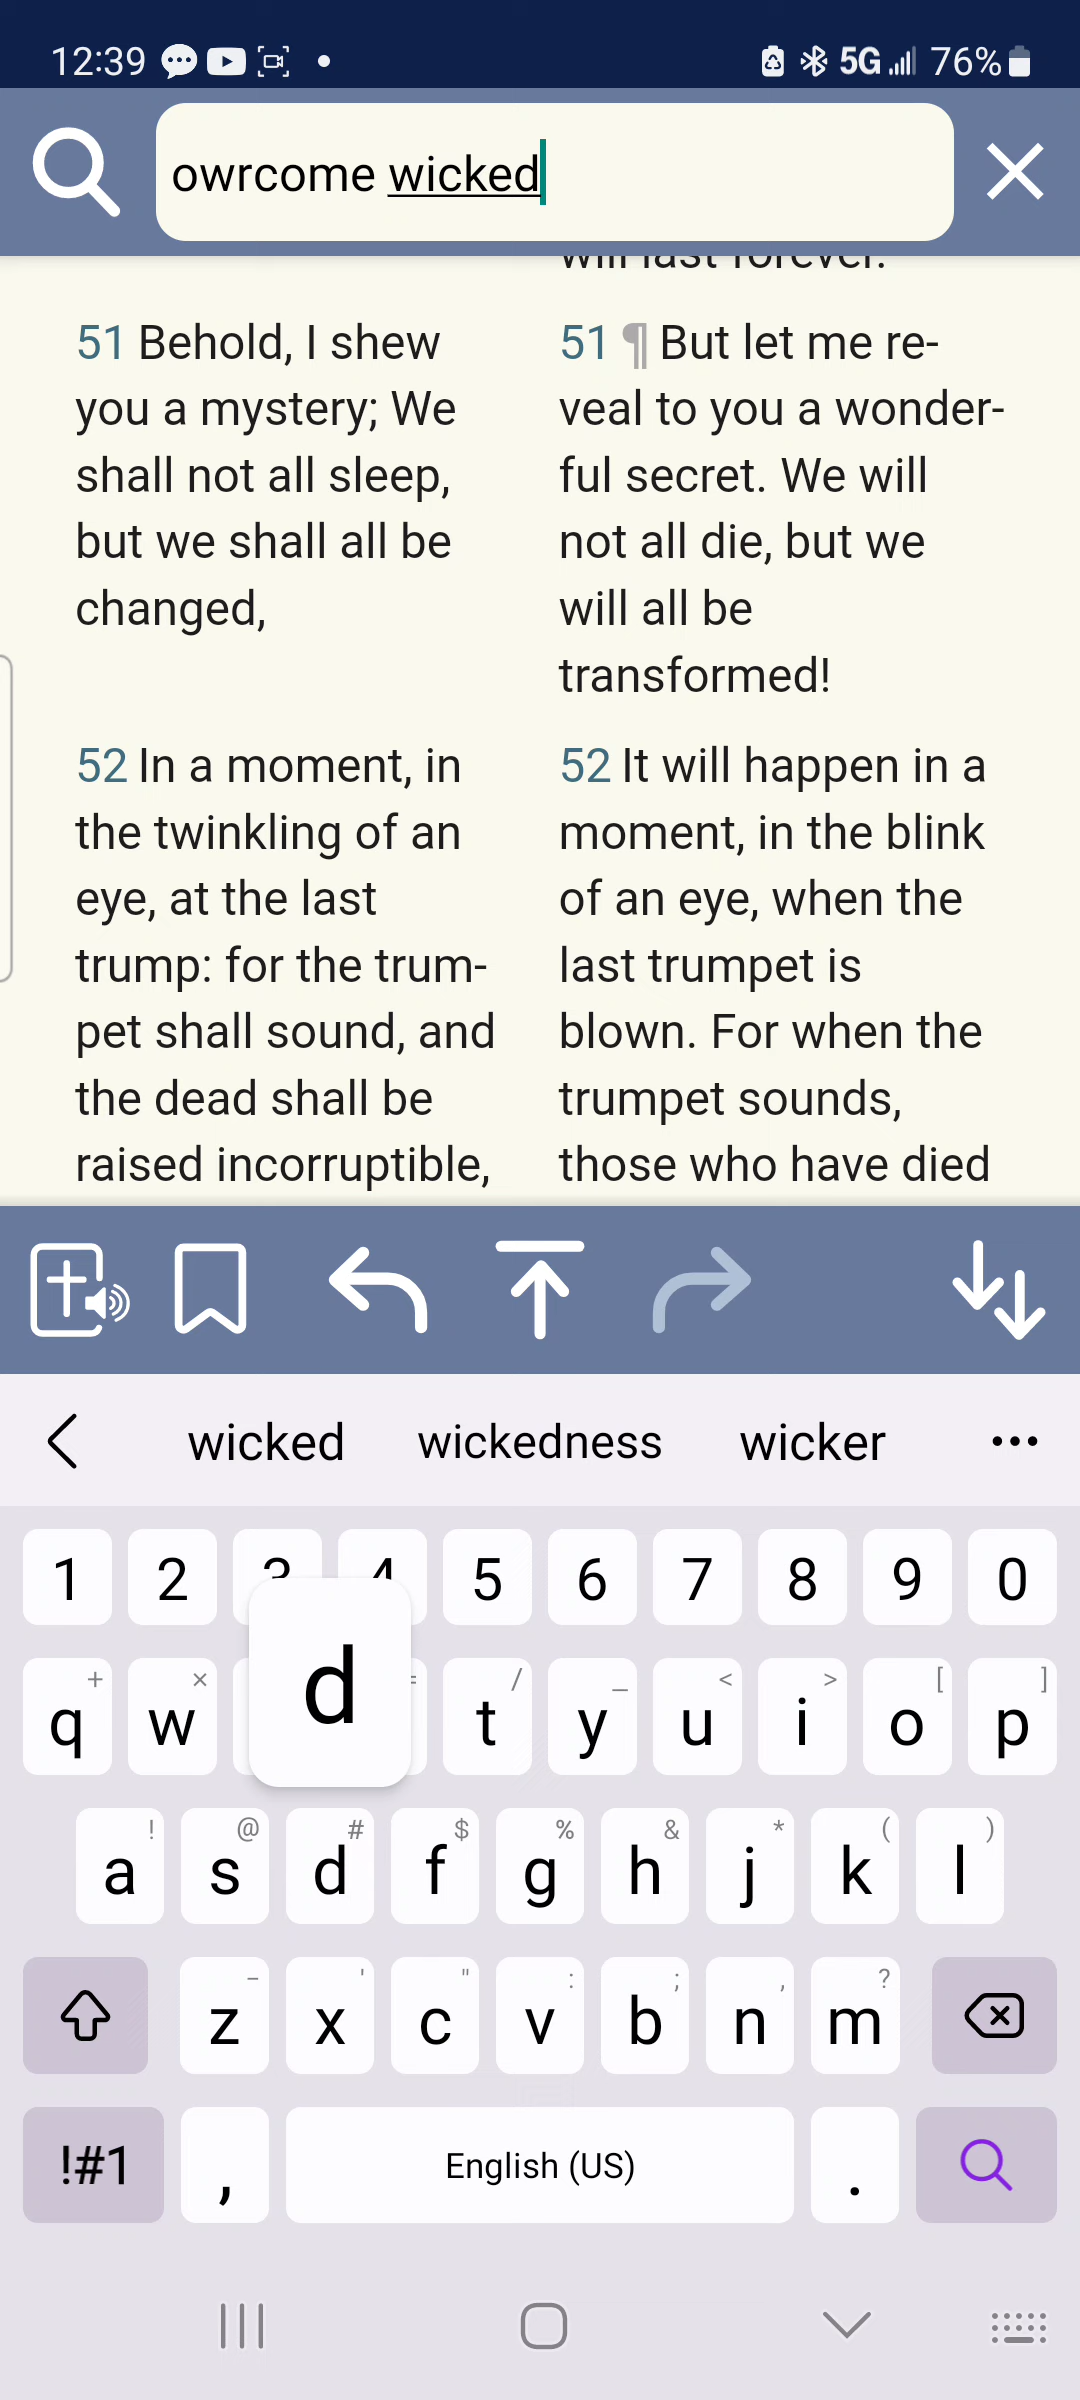 12:39 5G 76%
owrcome wicked
will last forever.
51 Behold, I shew
you a mystery; We
shall not all sleep,
but we shall all be
changed,
52 In a moment, in
the twinkling of an
eye, at the last
trump: for the trum-
pet shall sound, and
the dead shall be
raised incorruptible,
51 ¶ But let me re-
veal to you a wonder-
ful secret. We will
not all die, but we
will all be
transformed!
52 It will happen in a
moment, in the blink
of an eye, when the
last trumpet is
blown. For when the
trumpet sounds,
those who have died
wicked wickedness wicker
1 2 3 4 5 6 7 8 9 0
+ × = / _ < > [ ]
q w d t y u i o p
! @ # $ % & * ( )
a s d f g h j k l
- ' " : ; , ?
z x c v b n m
!#1 , English (US) .